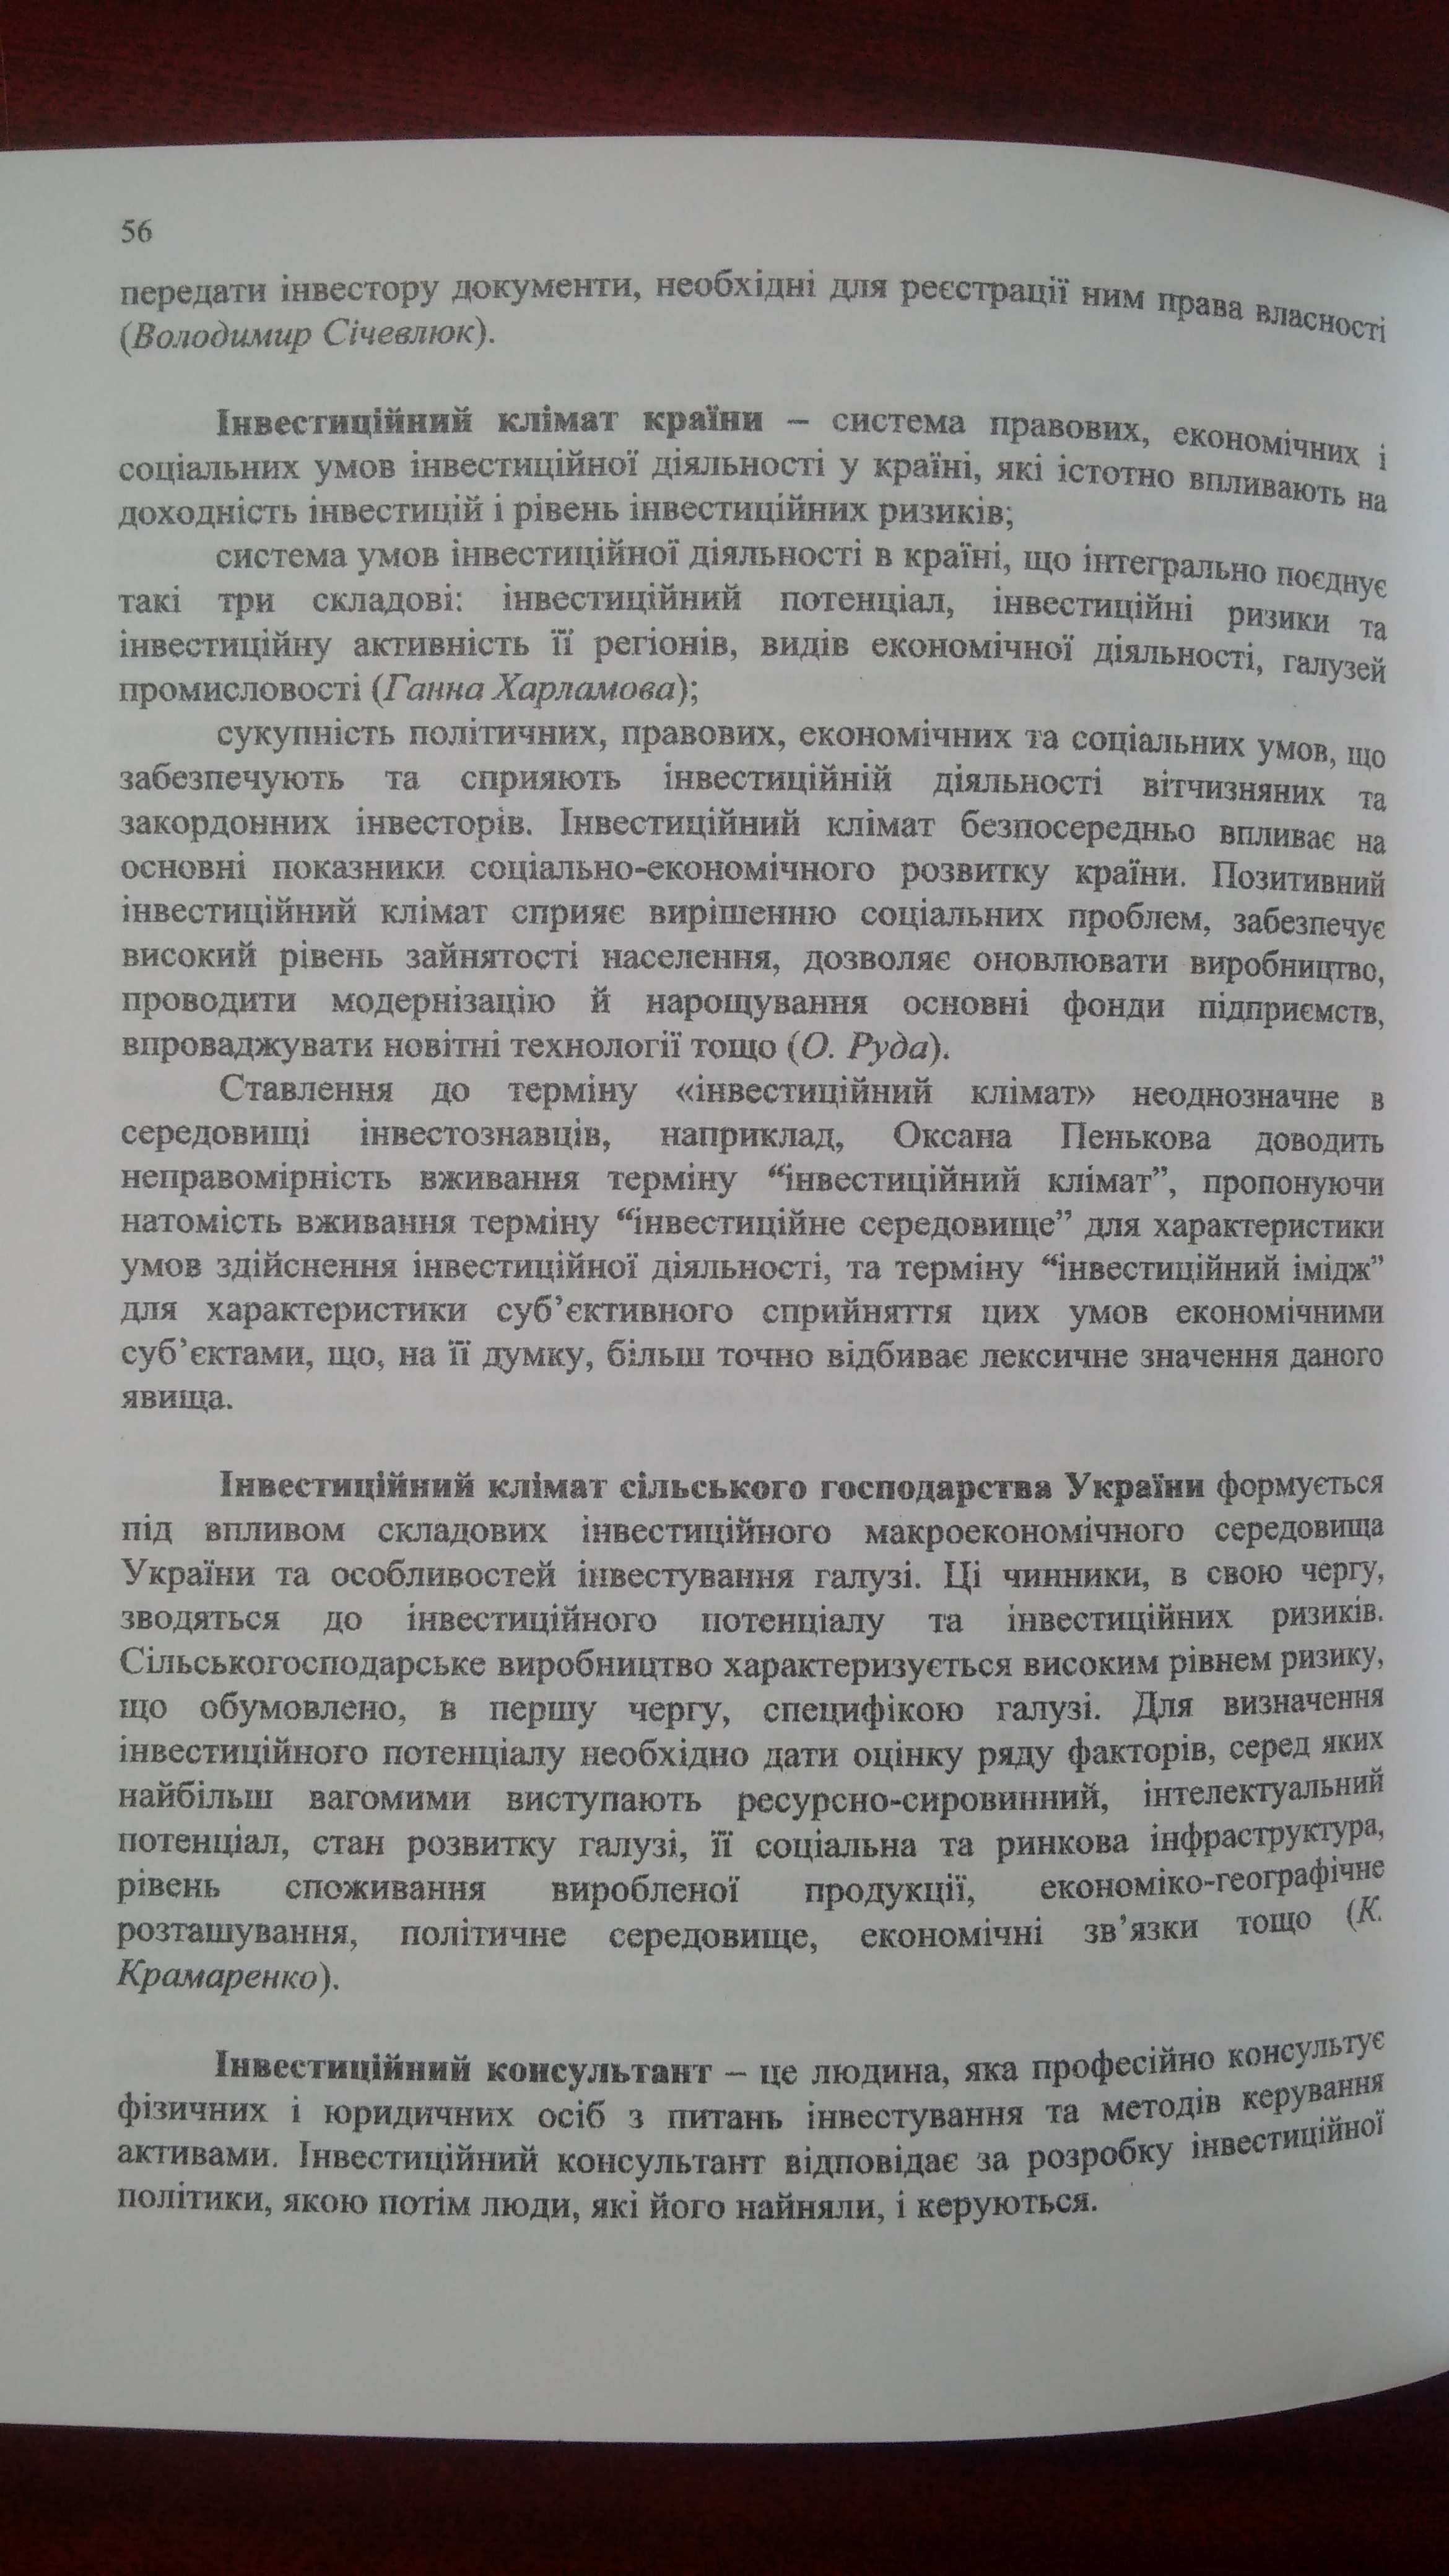 56
передати інвестору документи, необхідні для реєстрації ним права власності
(Володимир Січевлюк).
Інвестиційний клімат країни – система правових, економічних і
соціальних умов інвестиційної діяльності у країні, які істотно впливають на
доходність інвестицій і рівень інвестиційних ризиків;
система умов інвестиційної діяльності в країні, що інтегрально поєднує
такі три складові: інвестиційний потенціал, інвестиційні ризики та
інвестиційну активність її регіонів, видів економічної діяльності, галузей
промисловості (Ганна Харламова);
сукупність політичних, правових, економічних та соціальних умов, що
забезпечують та сприяють інвестиційній діяльності вітчизняних та
закордонних інвесторів. Інвестиційний клімат безпосередньо впливає на
основні показники соціально-економічного розвитку країни. Позитивний
інвестиційний клімат сприяє вирішенню соціальних проблем, забезпечує
високий рівень зайнятості населення, дозволяє оновлювати виробництво,
проводити модернізацію й нарощування основні фонди підприємств,
впроваджувати новітні технології тощо (О. Руда).
Ставлення до терміну «інвестиційний клімат» неоднозначне в
середовищі інвестознавців, наприклад, Оксана Пенькова доводить
неправомірність вживання терміну “інвестиційний клімат”, пропонуючи
натомість вживання терміну “інвестиційне середовище” для характеристики
умов здійснення інвестиційної діяльності, та терміну “інвестиційний імідж”
для характеристики суб’єктивного сприйняття цих умов економічними
суб’єктами, що, на її думку, більш точно відбиває лексичне значення даного
явища.
Інвестиційний клімат сільського господарства України формується
під впливом складових інвестиційного макроекономічного середовища
України та особливостей інвестування галузі. Ці чинники, в свою чергу,
зводяться до інвестиційного потенціалу та інвестиційних ризиків.
Сільськогосподарське виробництво характеризується високим рівнем ризику,
що обумовлено, в першу чергу, специфікою галузі. Для визначення
інвестиційного потенціалу необхідно дати оцінку ряду факторів, серед яких
найбільш вагомими виступають ресурсно-сировинний, інтелектуальний
потенціал, стан розвитку галузі, її соціальна та ринкова інфраструктура,
рівень споживання виробленої продукції, економіко-географічне
розташування, політичне середовище, економічні зв’язки тощо (К.
Крамаренко).
Інвестиційний консультант – це людина, яка професійно консультує
фізичних і юридичних осіб з питань інвестування та методів керування
активами. Інвестиційний консультант відповідає за розробку інвестиційної
політики, якою потім люди, які його найняли, і керуються.